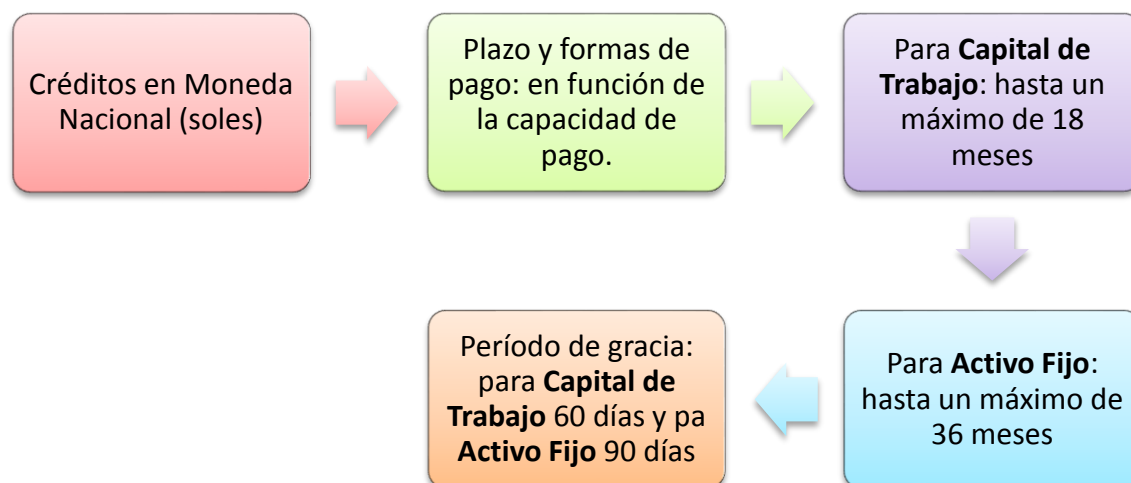 Créditos en Moneda
Nacional (soles)
Plazo y formas de
pago: en función de
la capacidad de
pago.
Para Capital de
Trabajo: hasta un
máximo de 18
meses
Para Activo Fijo:
hasta un máximo de
36 meses
Período de gracia:
para Capital de
Trabajo 60 días y pa
Activo Fijo 90 días